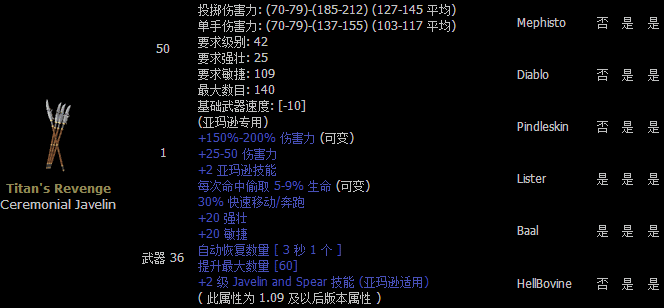 Titan's Revenge
Ceremonial Javelin
50
1
武器 36
投掷伤害力: (70-79)-(185-212) (127-145 平均)
单手伤害力: (70-79)-(137-155) (103-117 平均)
要求级别: 42
要求强壮: 25
要求敏捷: 109
最大数目: 140
基础武器速度: [-10]
(亚玛逊专用)
+150%-200% 伤害力 (可变)
+25-50 伤害力
+2 亚玛逊技能
每次命中偷取 5-9% 生命 (可变)
30% 快速移动/奔跑
+20 强壮
+20 敏捷
自动恢复数量 [ 3 秒 1 个 ]
提升最大数量 [60]
+2 级 Javelin and Spear 技能 (亚玛逊适用)
( 此属性为 1.09 及以后版本属性 )
Mephisto 否 是 是
Diablo 否 是 是
Pindleskin 否 是 是
Lister 是 是 是
Baal 是 是 是
HellBovine 否 是 是